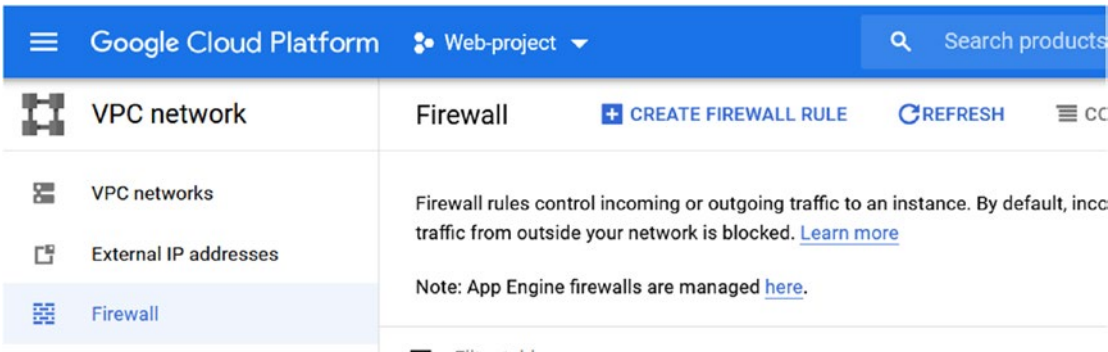 Google Cloud Platform
Web-project
Search products
VPC network
Firewall
CREATE FIREWALL RULE
REFRESH
VPC networks
External IP addresses
Firewall
Firewall rules control incoming or outgoing traffic to an instance. By default,
traffic from outside your network is blocked. Learn more
Note: App Engine firewalls are managed here.